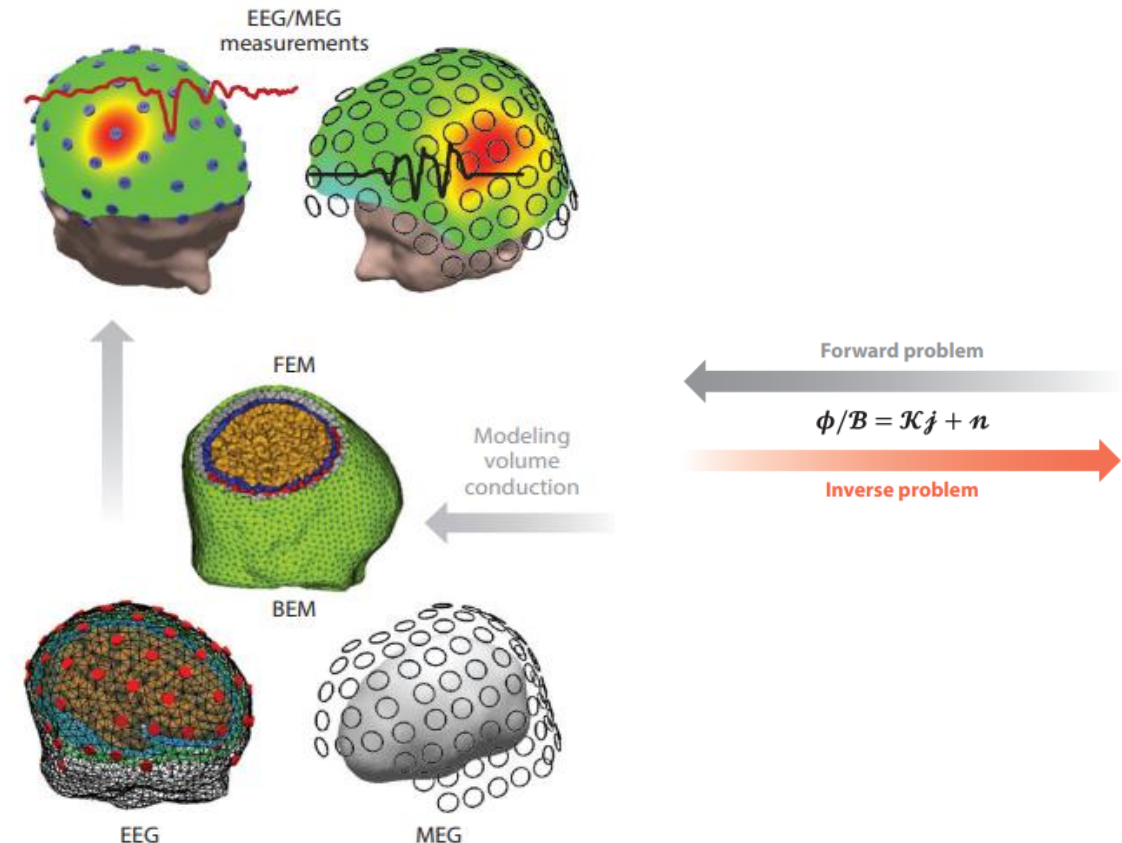 EEG/MEG
measurements
FEM
Modeling
volume
conduction
BEM
EEG
MEG
Forward problem
ϕ/ℬ = 𝒦𝒿 + 𝓃
Inverse problem